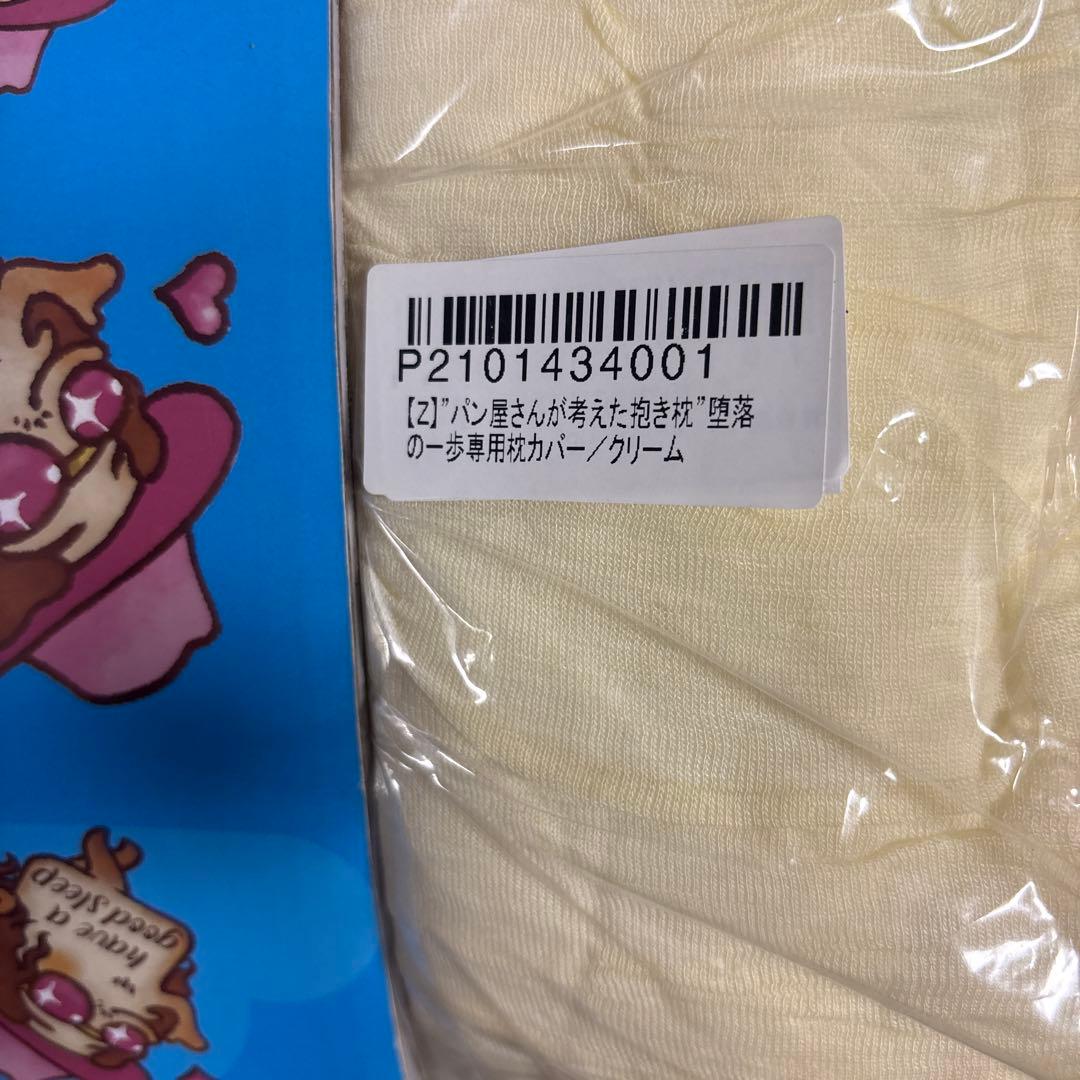 P2101434001
【Z】”パン屋さんが考えた抱き枕”堕落
の一歩専用枕カバー／クリーム
have a
good sleep